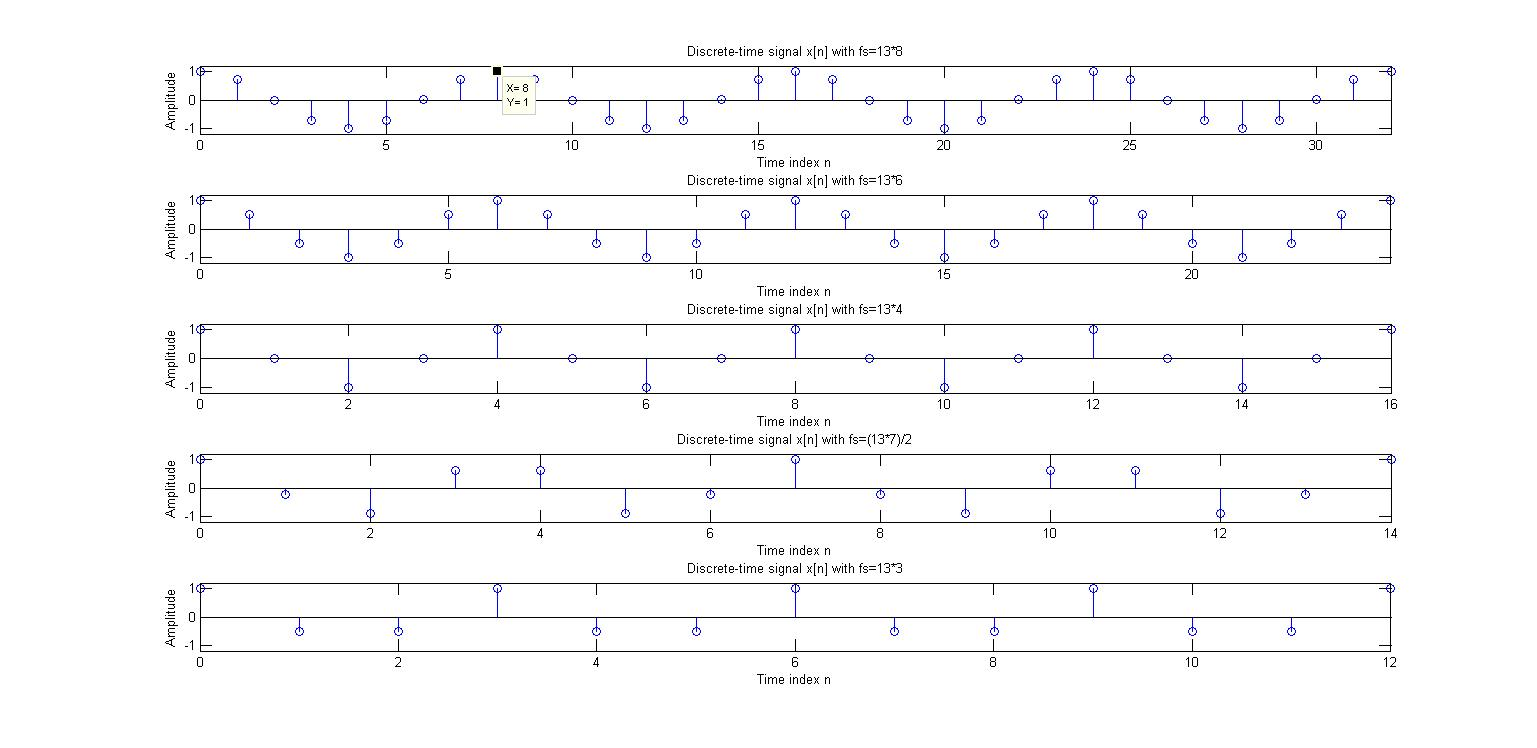 Discrete-time signal x[n] with fs=13*8
Amplitude
1
0
-1
X= 8
Y= 1
0 5 10 15 20 25 30
Time index n
Discrete-time signal x[n] with fs=13*6
Amplitude
1
0
-1
0 5 10 15 20
Time index n
Discrete-time signal x[n] with fs=13*4
Amplitude
1
0
-1
0 2 4 6 8 10 12 14 16
Time index n
Discrete-time signal x[n] with fs=(13*7)/2
Amplitude
1
0
-1
0 2 4 6 8 10 12 14
Time index n
Discrete-time signal x[n] with fs=13*3
Amplitude
1
0
-1
0 2 4 6 8 10 12
Time index n